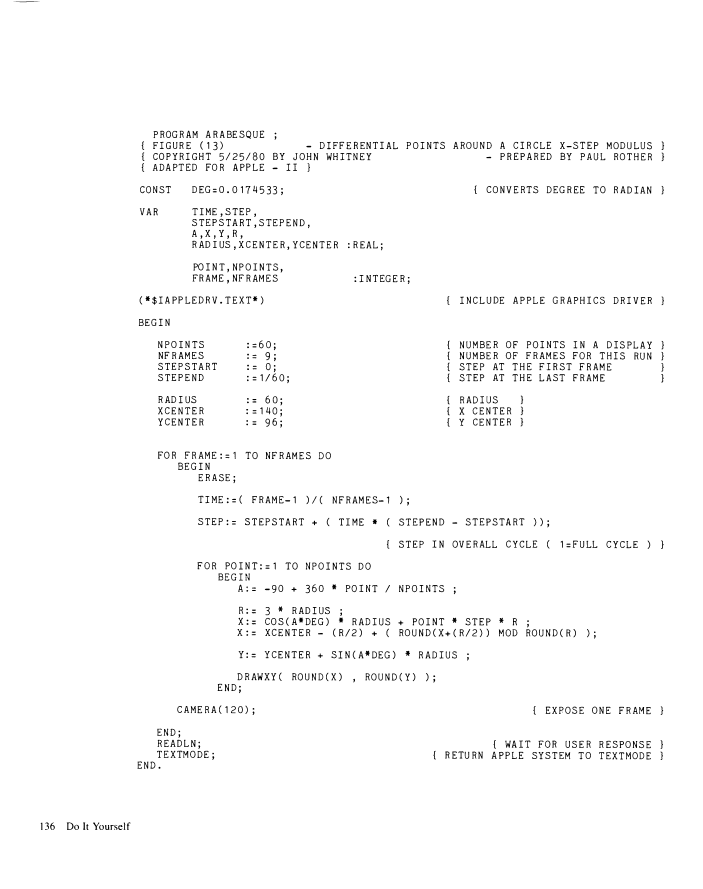 PROGRAM ARABESQUE ;
{ FIGURE (13) - DIFFERENTIAL POINTS AROUND A CIRCLE X-STEP MODULUS }
{ COPYRIGHT 5/25/80 BY JOHN WHITNEY - PREPARED BY PAUL ROTHER }
{ ADAPTED FOR APPLE - II }
CONST DEG=0.0174533; { CONVERTS DEGREE TO RADIAN }
VAR TIME,STEP,
STEPSTART,STEPEND,
A,X,Y,R,
RADIUS,XCENTER,YCENTER :REAL;
POINT,NPOINTS,
FRAME,NFRAMES :INTEGER;
(*$IAPPLEDRV.TEXT*) { INCLUDE APPLE GRAPHICS DRIVER }
BEGIN
NPOINTS :=60; { NUMBER OF POINTS IN A DISPLAY }
NFRAMES := 9; { NUMBER OF FRAMES FOR THIS RUN }
STEPSTART := 0; { STEP AT THE FIRST FRAME }
STEPEND :=1/60; { STEP AT THE LAST FRAME }
RADIUS := 60; { RADIUS }
XCENTER :=140; { X CENTER }
YCENTER := 96; { Y CENTER }
FOR FRAME:=1 TO NFRAMES DO
BEGIN
ERASE;
TIME:=( FRAME-1 )/( NFRAMES-1 );
STEP:= STEPSTART + ( TIME * ( STEPEND - STEPSTART ));
{ STEP IN OVERALL CYCLE ( 1=FULL CYCLE ) }
FOR POINT:=1 TO NPOINTS DO
BEGIN
A:= -90 + 360 * POINT / NPOINTS ;
R:= 3 * RADIUS ;
X:= COS(A*DEG) * RADIUS + POINT * STEP * R ;
X:= XCENTER - (R/2) + ( ROUND(X+(R/2)) MOD ROUND(R) );
Y:= YCENTER + SIN(A*DEG) * RADIUS ;
DRAWXY( ROUND(X) , ROUND(Y) );
END;
CAMERA(120); { EXPOSE ONE FRAME }
END;
READLN; { WAIT FOR USER RESPONSE }
TEXTMODE; { RETURN APPLE SYSTEM TO TEXTMODE }
END.
136 Do It Yourself